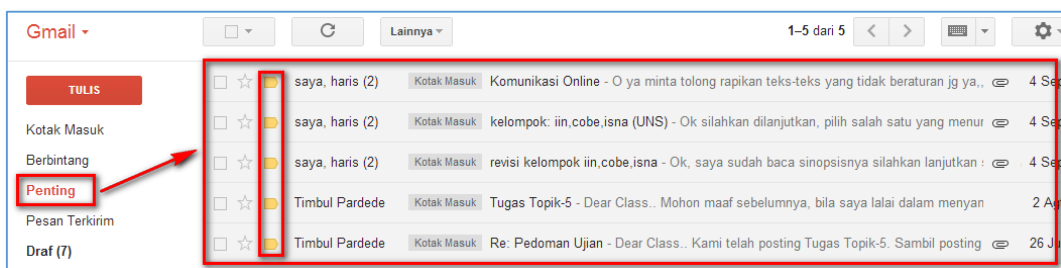 Gmail Lainnya 1–5 dari 5
TULIS
Kotak Masuk
Berbintang
Penting
Pesan Terkirim
Draf (7)
saya, haris (2) Kotak Masuk Komunikasi Online - O ya minta tolong rapikan teks-teks yang tidak beraturan jg ya,, 4 Sep
saya, haris (2) Kotak Masuk kelompok: iin,cobe,isna (UNS) - Ok silahkan dilanjutkan, pilih salah satu yang menur 4 Sep
saya, haris (2) Kotak Masuk revisi kelompok iin,cobe,isna - Ok, saya sudah baca sinopsisnya silahkan lanjutkan 4 Sep
Timbul Pardede Kotak Masuk Tugas Topik-5 - Dear Class.. Mohon maaf sebelumnya, bila saya lalai dalam menyan 2 Ag
Timbul Pardede Kotak Masuk Re: Pedoman Ujian - Dear Class.. Kami telah posting Tugas Topik-5. Sambil posting 26